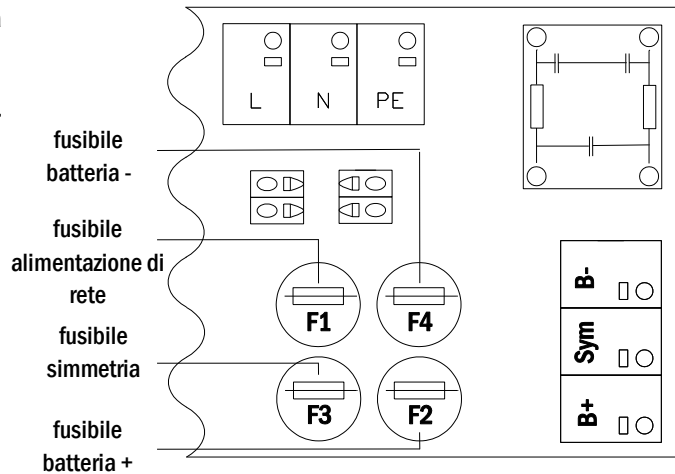 L N PE
fusibile
batteria -
fusibile
alimentazione di
rete
fusibile
simmetria
fusibile
batteria +
F1 F4
F3 F2
B-
Sym
B+